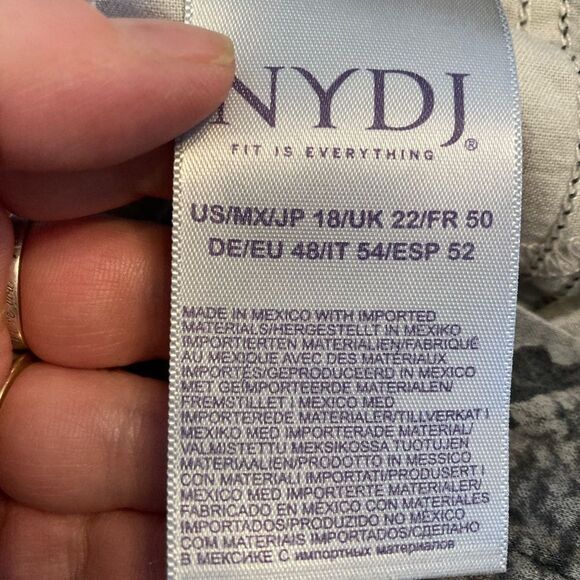 NYDJ®
FIT IS EVERYTHING
US/MX/JP 18/UK 22/FR 50
DE/EU 48/IT 54/ESP 52
MADE IN MEXICO WITH IMPORTED
MATERIALS/HERGESTELLT IN MEXIKO
IMPORTIERTEN MATERIALIEN/FABRIQUÉ
AU MEXIQUE AVEC DES MATÉRIAUX
IMPORTÉS/GEPRODUCEERD IN MEXICO
MET GEÏMPORTEERDE MATERIALEN/
FREMSTILLET I MEXICO MED
IMPORTEREDE MATERIALER/TILLVERKAT I
MEXIKO MED IMPORTERADE MATERIAL/
VALMISTETTU MEKSIKOSSA TUOTUJEN
MATERIAALIEN/PRODOTTO IN MESSICO
CON MATERIALI IMPORTATI/PRODUSERT I
MEXICO MED IMPORTERTE MATERIALER/
FABRICADO EN MÉXICO CON MATERIALES
IMPORTADOS/PRODUZIDO NO MÉXICO
COM MATERIAIS IMPORTADOS/СДЕЛАНО
В МЕКСИКЕ С импортных материалов